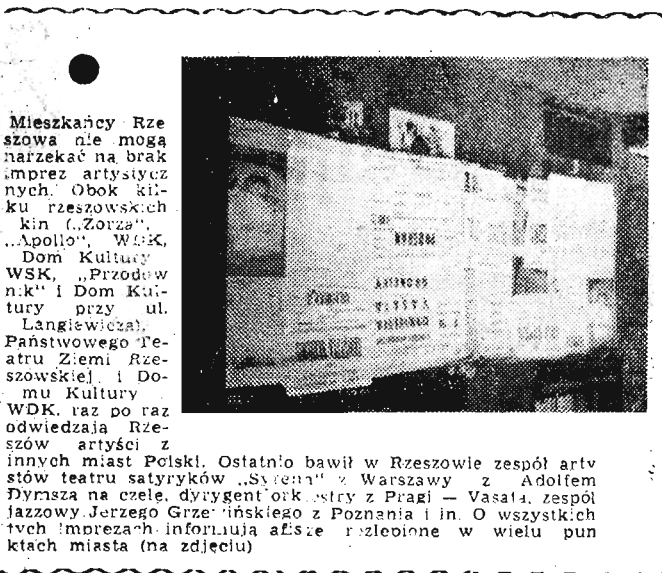 Mieszkańcy Rze
szowa nie mogą
narzekać na brak
imprez artystycz
nych. Obok kil-
ku rzeszowskich
kin („Zorza",
„Apollo", WDK,
Dom Kultury
WSK, „Przodow
nik" i Dom Kul-
tury przy ul.
Langiewicza),
Państwowego Te-
atru Ziemi Rze-
szowskiej i Do-
mu Kultury
WDK, raz po raz
odwiedzają Rze-
szów artyści z
innych miast Polski. Ostatnio bawił w Rzeszowie zespół arty
stów teatru satyryków „Syrena" z Warszawy z Adolfem
Dymszą na czele, dyrygent orkiestry z Pragi — Vasata, zespół
jazzowy Jerzego z Poznania i in. O wszystkich
tych imprezach informują afisze rozlepione w wielu pun
ktach miasta (na zdjęciu)